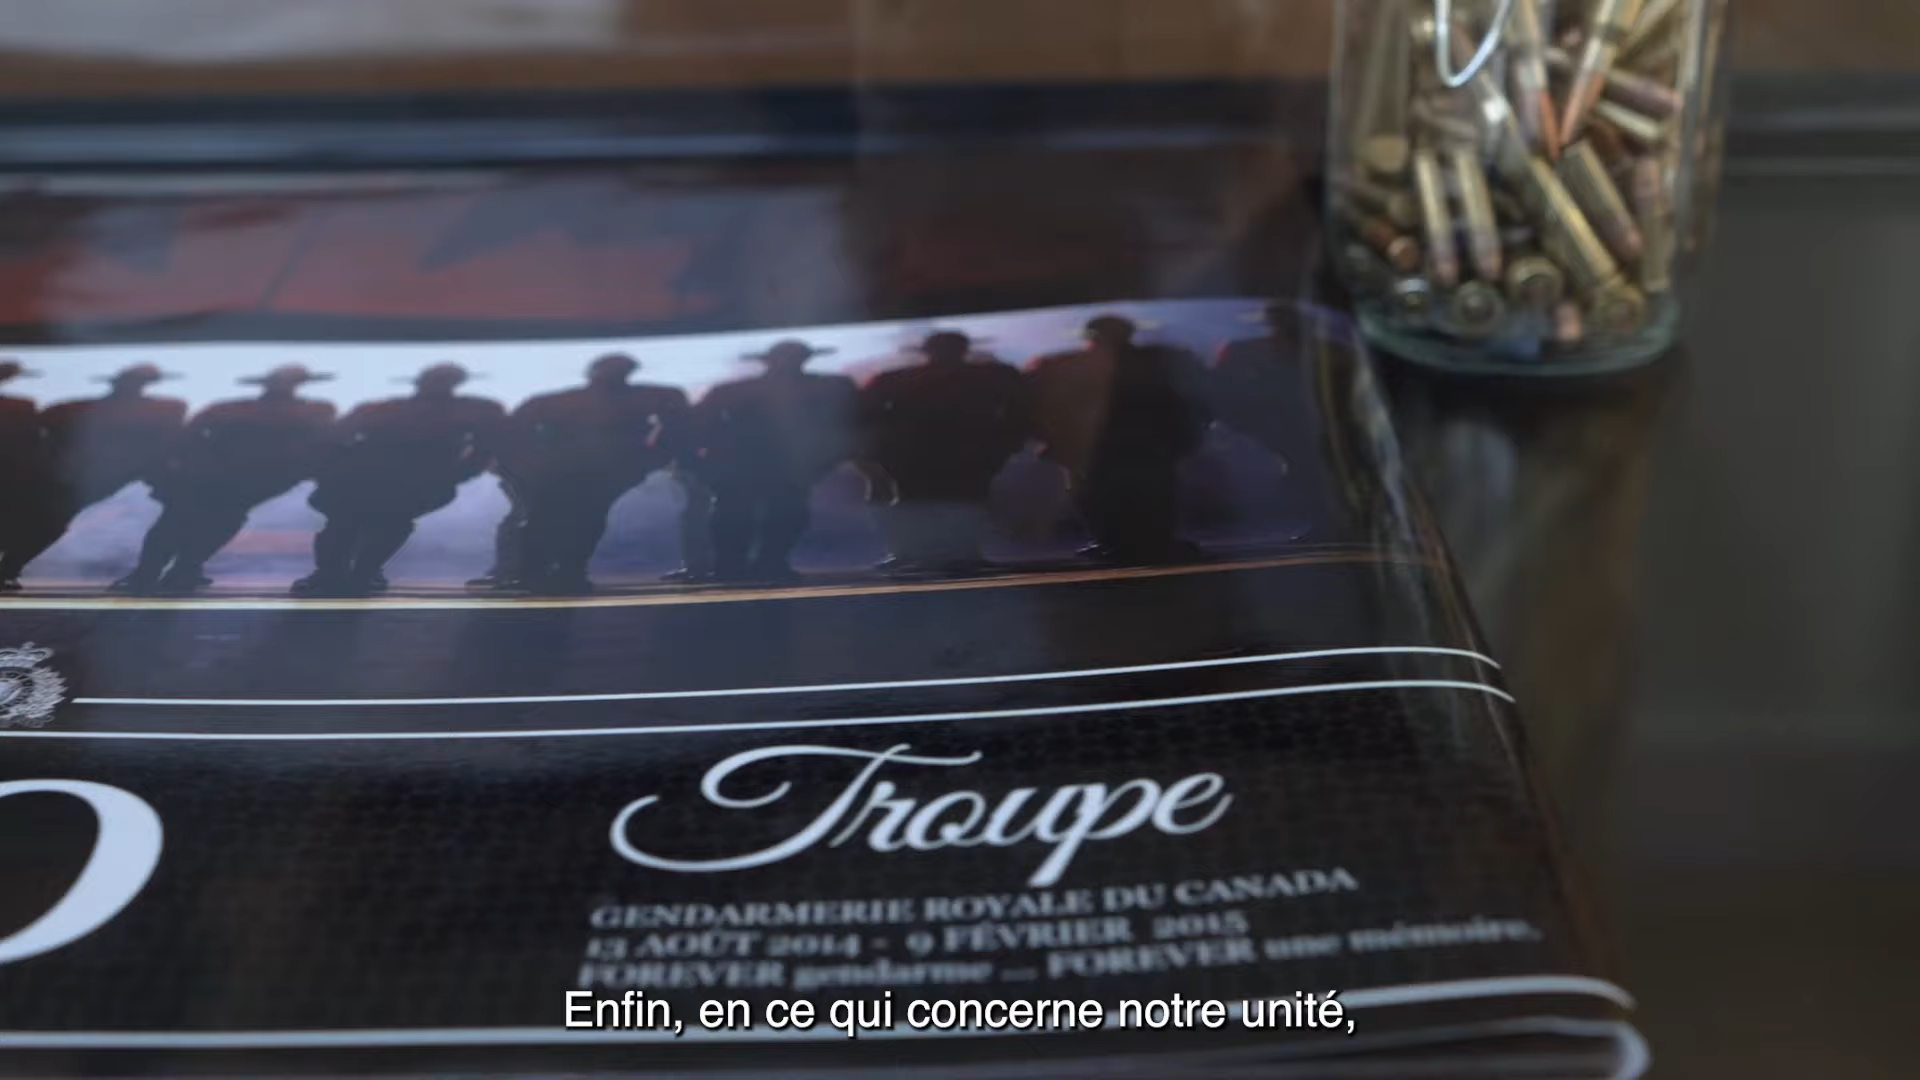 Troupe
GENDARMERIE ROYALE DU CANADA
13 AOÛT 2014 - 9 FÉVRIER 2015
FOREVER gendarme ... FOREVER une mémoire.
Enfin, en ce qui concerne notre unité,